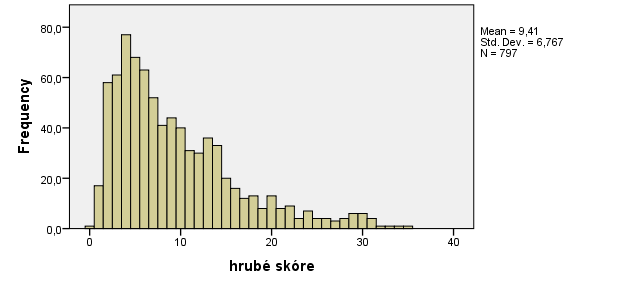 Mean = 9,41
Std. Dev. = 6,767
N = 797
Frequency
80,0
60,0
40,0
20,0
0,0
0 10 20 30 40
hrubé skóre